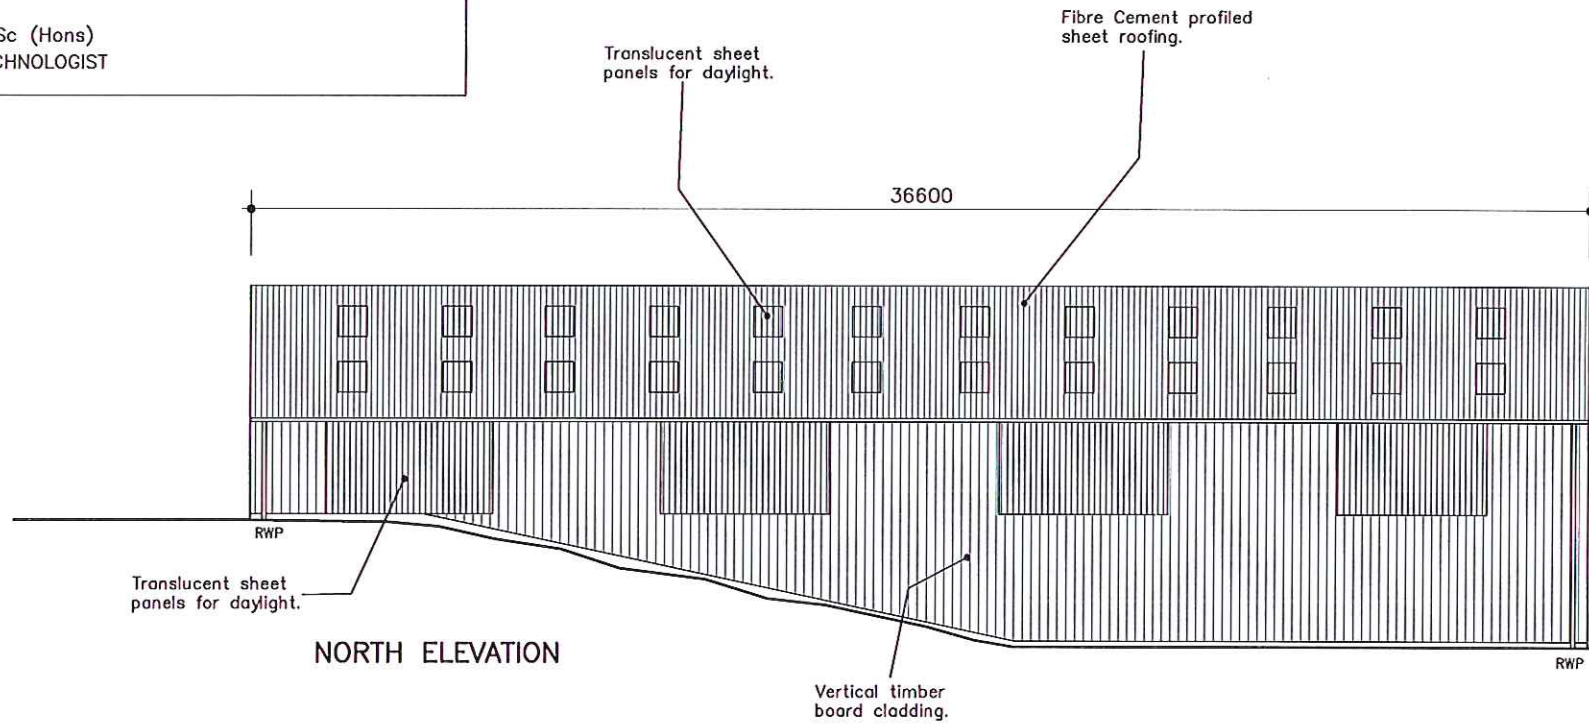 Sc (Hons)
CHNOLOGIST
Fibre Cement profiled
sheet roofing.
Translucent sheet
panels for daylight.
36600
RWP
Translucent sheet
panels for daylight.
NORTH ELEVATION
RWP
Vertical timber
board cladding.